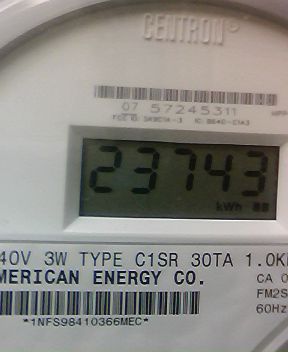 CENTRON®
07 57245311
23743
kWh
40V 3W TYPE C1SR 30TA 1.0K
MERICAN ENERGY CO.
CA 0
FM2S
60Hz
*1NFS98410366MEC*